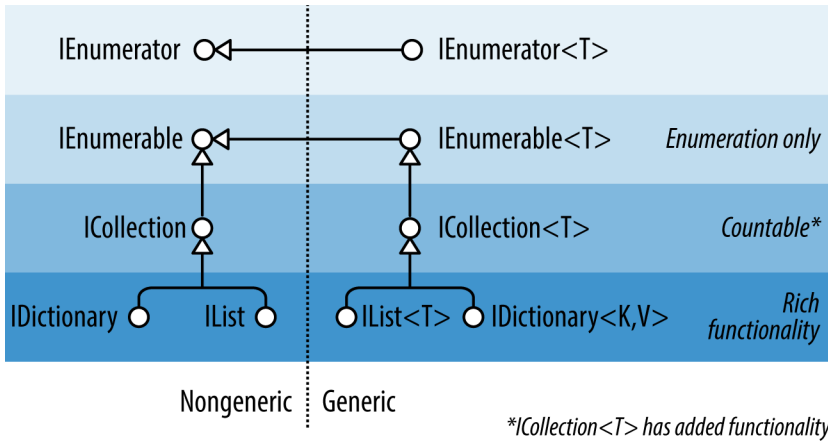 IEnumerator IEnumerator<T>
IEnumerable IEnumerable<T> Enumeration only
ICollection ICollection<T> Countable*
IDictionary IList IList<T> IDictionary<K,V> Rich
functionality
Nongeneric Generic
*ICollection<T> has added functionality